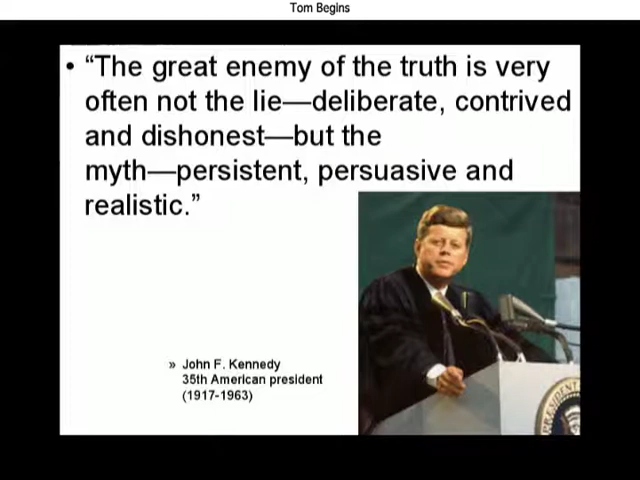 Tom Begins
• “The great enemy of the truth is very
often not the lie—deliberate, contrived
and dishonest—but the
myth—persistent, persuasive and
realistic.”
» John F. Kennedy
35th American president
(1917-1963)